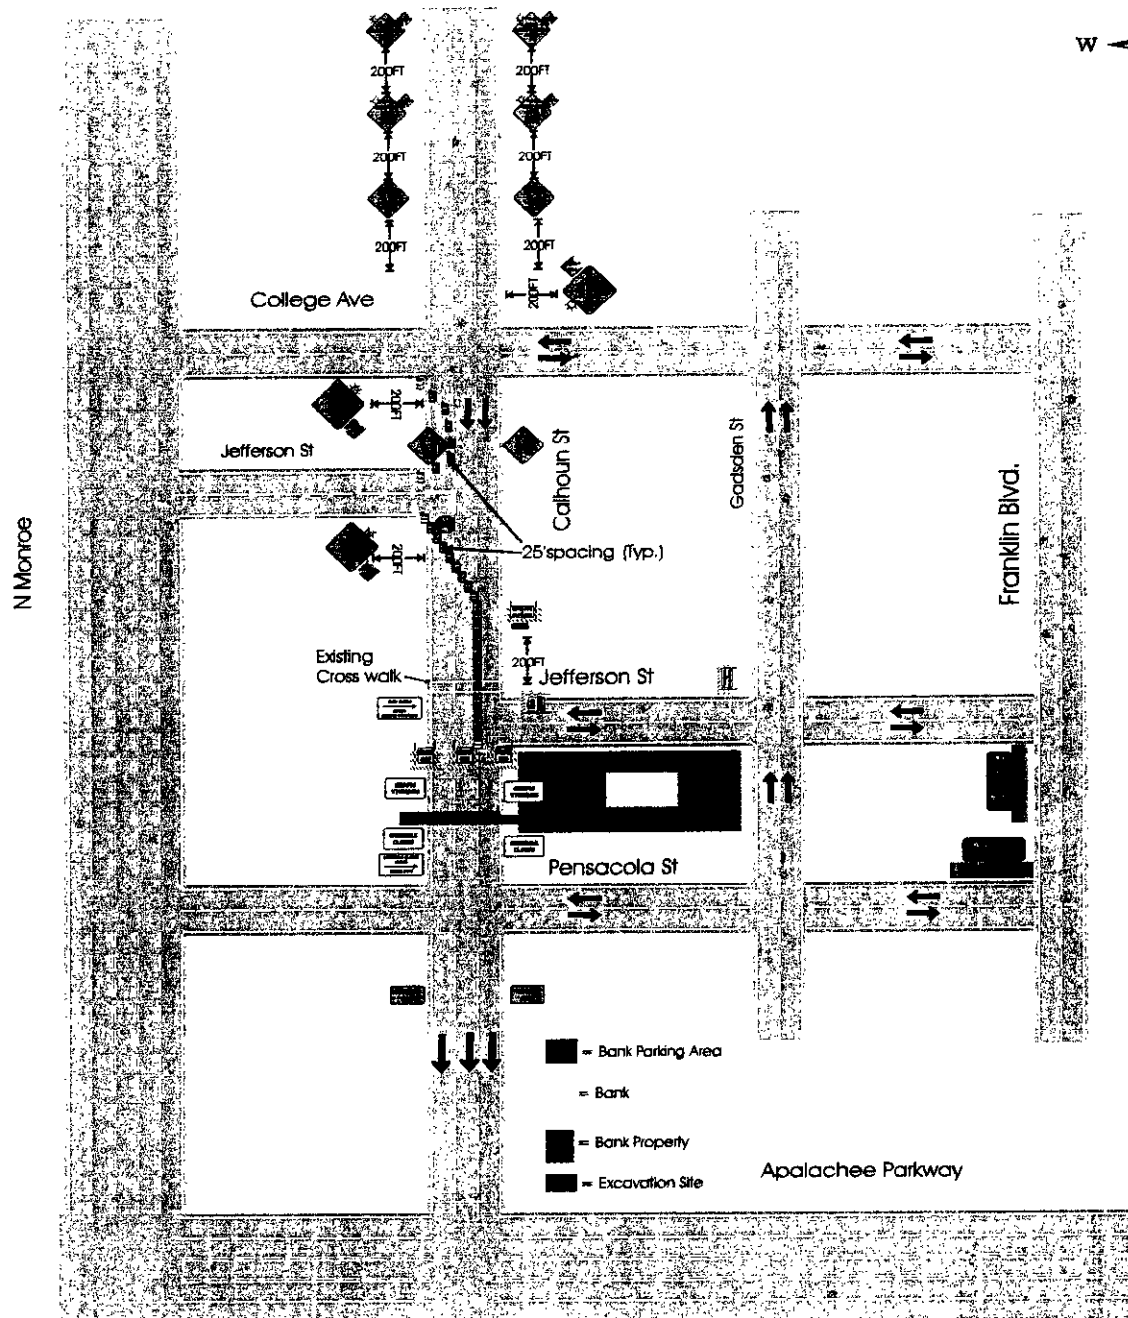 W
200FT
200FT
200FT
200FT
200FT
200FT
200FT
College Ave
200FT
Jefferson St
Calhoun St
Gadsden St
Franklin Blvd.
N Monroe
25'spacing (Typ.)
200FT
200FT
Existing
Cross walk
Jefferson St
Pensacola St
= Bank Parking Area
= Bank
= Bank Property
= Excavation Site
Apalachee Parkway